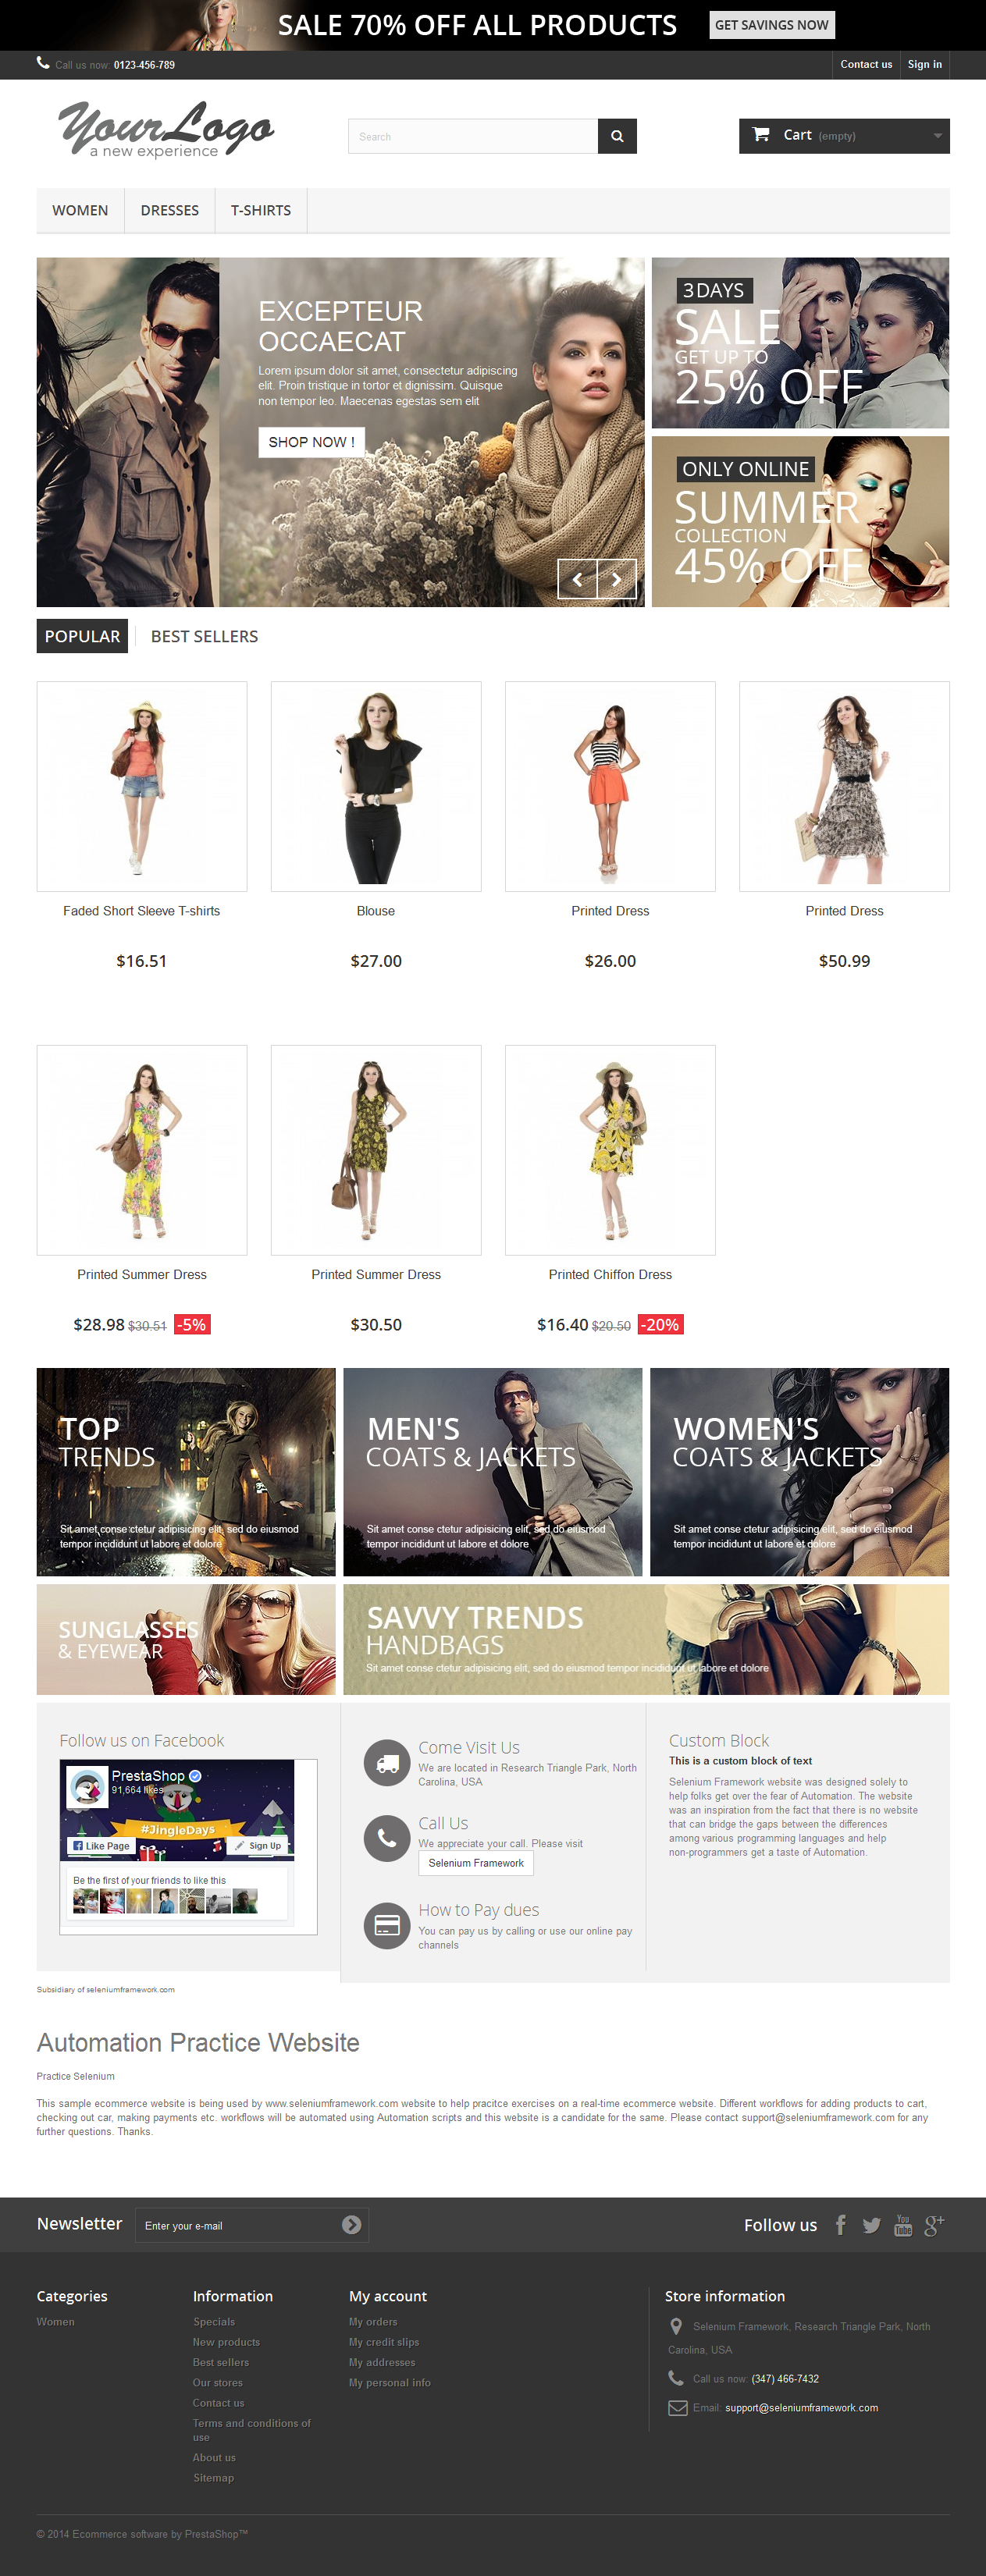 SALE 70% OFF ALL PRODUCTS
GET SAVINGS NOW
Call us now: 0123-456-789
Contact us
Sign in
YourLogo
a new experience
Search
Cart (empty)
WOMEN
DRESSES
T-SHIRTS
EXCEPTEUR
OCCAECAT
Lorem ipsum dolor sit amet, consectetur adipiscing
elit. Proin tristique in tortor et dignissim. Quisque
non tempor leo. Maecenas egestas sem elit
SHOP NOW !
3 DAYS
SALE
GET UP TO
25% OFF
ONLY ONLINE
SUMMER
COLLECTION
45% OFF
POPULAR
BEST SELLERS
Faded Short Sleeve T-shirts
Blouse
Printed Dress
Printed Dress
$16.51
$27.00
$26.00
$50.99
Printed Summer Dress
Printed Summer Dress
Printed Chiffon Dress
$28.98 $30.51 -5%
$30.50
$16.40 $20.50 -20%
TOP
TRENDS
Sit amet conse ctetur adipisicing elit, sed do eiusmod
tempor incididunt ut labore et dolore
MEN'S
COATS & JACKETS
Sit amet conse ctetur adipisicing elit, sed do eiusmod
tempor incididunt ut labore et dolore
WOMEN'S
COATS & JACKETS
Sit amet conse ctetur adipisicing elit, sed do eiusmod
tempor incididunt ut labore et dolore
SUNGLASSES
& EYEWEAR
SAVVY TRENDS
HANDBAGS
Sit amet conse ctetur adipisicing elit, sed do eiusmod tempor incididunt ut labore et dolore
Follow us on Facebook
PrestaShop
91,664 likes
#JingleDays
Like Page
Sign Up
Be the first of your friends to like this
Come Visit Us
We are located in Research Triangle Park, North
Carolina, USA
Call Us
We appreciate your call. Please visit
Selenium Framework
How to Pay dues
You can pay us by calling or use our online pay
channels
Custom Block
This is a custom block of text
Selenium Framework website was designed solely to
help folks get over the fear of Automation. The website
was an inspiration from the fact that there is no website
that can bridge the gaps between the differences
among various programming languages and help
non-programmers get a taste of Automation.
Subsidiary of seleniumframework.com
Automation Practice Website
Practice Selenium
This sample ecommerce website is being used by www.seleniumframework.com website to help pracitce exercises on a real-time ecommerce website. Different workflows for adding products to cart,
checking out car, making payments etc. workflows will be automated using Automation scripts and this website is a candidate for the same. Please contact support@seleniumframework.com for any
further questions. Thanks.
Newsletter
Enter your e-mail
Follow us
You
Tube
g+
Categories
Women
Information
Specials
New products
Best sellers
Our stores
Contact us
Terms and conditions of
use
About us
Sitemap
My account
My orders
My credit slips
My addresses
My personal info
Store information
Selenium Framework, Research Triangle Park, North
Carolina, USA
Call us now: (347) 466-7432
Email: support@seleniumframework.com
© 2014 Ecommerce software by PrestaShop™